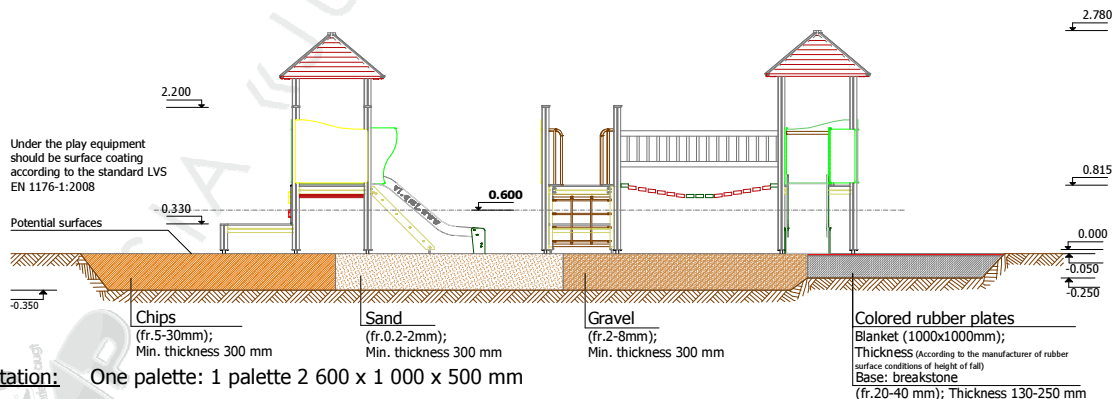 2.780
2.200
Under the play equipment
should be surface coating
according to the standard LVS
EN 1176-1:2008
0.815
0.600
0.330
Potential surfaces
0.000
-0.050
-0.250
-0.350
Chips
(fr.5-30mm);
Min. thickness 300 mm
Sand
(fr.0.2-2mm);
Min. thickness 300 mm
Gravel
(fr.2-8mm);
Min. thickness 300 mm
Colored rubber plates
Blanket (1000x1000mm);
Thickness (According to the manufacturer of rubber
surface conditions of height of fall)
Base: breakstone
(fr.20-40 mm); Thickness 130-250 mm
tation: One palette: 1 palette 2 600 x 1 000 x 500 mm
SIA